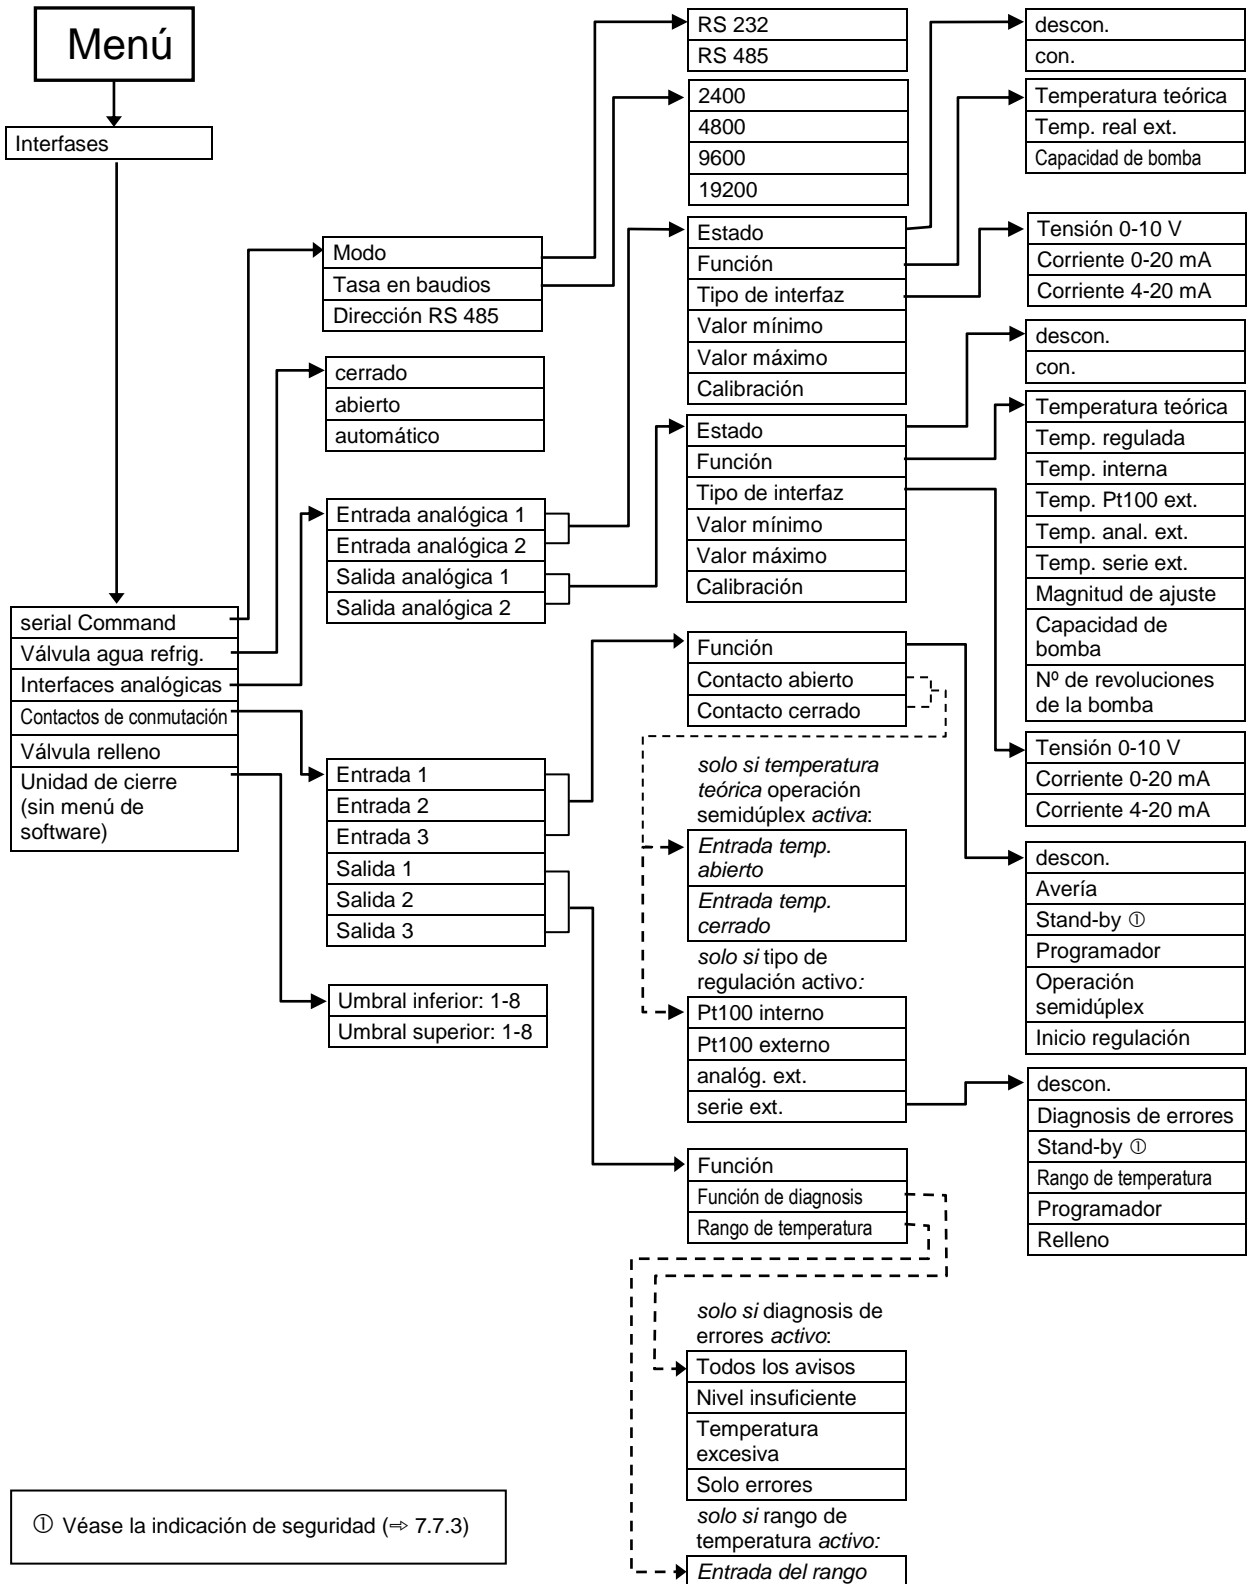 Menú
Interfases
serial Command
Válvula agua refrig.
Interfaces analógicas
Contactos de conmutación
Válvula relleno
Unidad de cierre
(sin menú de
software)
Modo
Tasa en baudios
Dirección RS 485
cerrado
abierto
automático
Entrada analógica 1
Entrada analógica 2
Salida analógica 1
Salida analógica 2
Entrada 1
Entrada 2
Entrada 3
Salida 1
Salida 2
Salida 3
Umbral inferior: 1-8
Umbral superior: 1-8
RS 232
RS 485
2400
4800
9600
19200
Estado
Función
Tipo de interfaz
Valor mínimo
Valor máximo
Calibración
Estado
Función
Tipo de interfaz
Valor mínimo
Valor máximo
Calibración
Función
Contacto abierto
Contacto cerrado
solo si temperatura
teórica operación
semidúplex activa:
Entrada temp.
abierto
Entrada temp.
cerrado
solo si tipo de
regulación activo:
Pt100 interno
Pt100 externo
analóg. ext.
serie ext.
Función
Función de diagnosis
Rango de temperatura
solo si diagnosis de
errores activo:
Todos los avisos
Nivel insuficiente
Temperatura
excesiva
Solo errores
solo si rango de
temperatura activo:
Entrada del rango
descon.
con.
Temperatura teórica
Temp. real ext.
Capacidad de bomba
Tensión 0-10 V
Corriente 0-20 mA
Corriente 4-20 mA
descon.
con.
Temperatura teórica
Temp. regulada
Temp. interna
Temp. Pt100 ext.
Temp. anal. ext.
Temp. serie ext.
Magnitud de ajuste
Capacidad de
bomba
Nº de revoluciones
de la bomba
Tensión 0-10 V
Corriente 0-20 mA
Corriente 4-20 mA
descon.
Avería
Stand-by ①
Programador
Operación
semidúplex
Inicio regulación
descon.
Diagnosis de errores
Stand-by ①
Rango de temperatura
Programador
Relleno
① Véase la indicación de seguridad (⇨ 7.7.3)